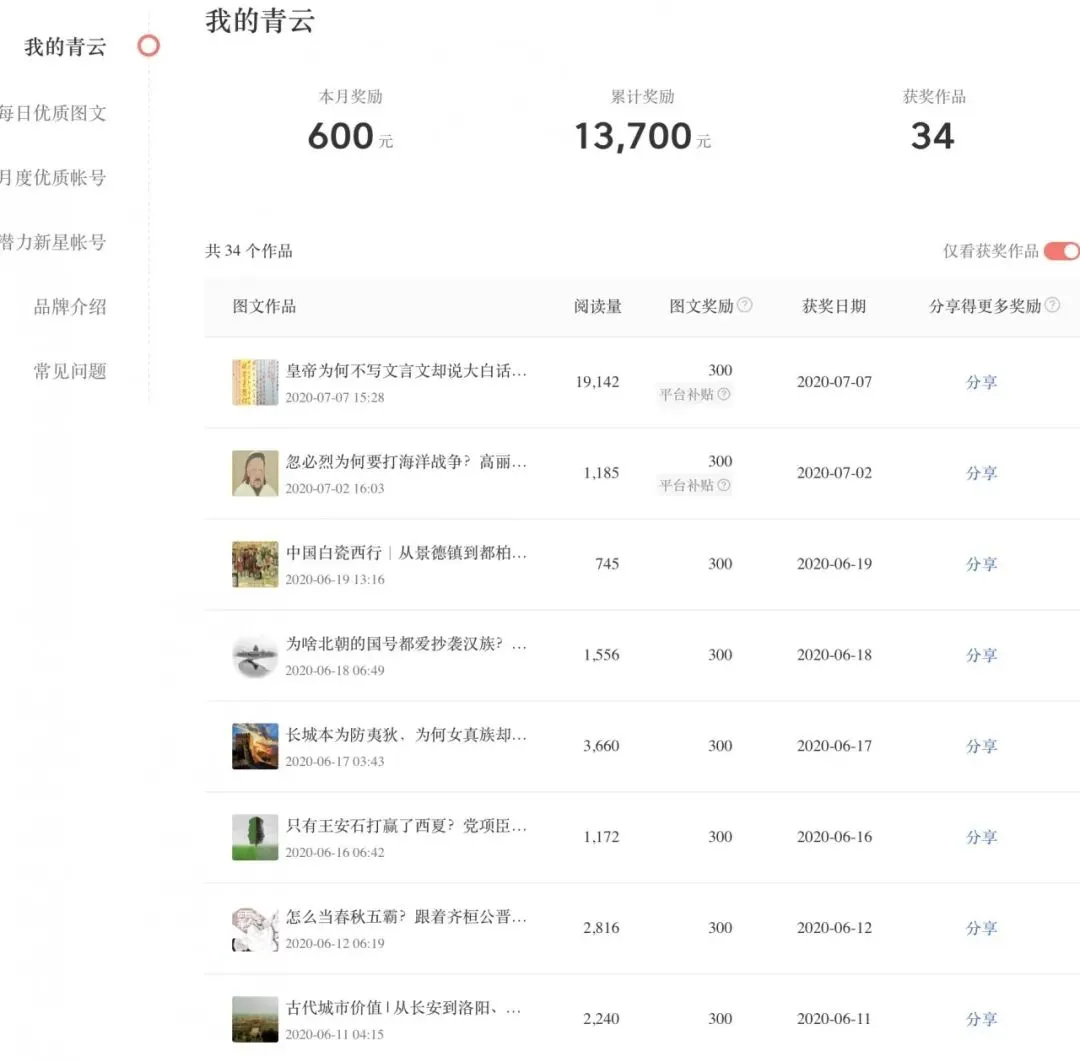 我的青云
我的青云
每日优质图文
月度优质帐号
潜力新星帐号
品牌介绍
常见问题
本月奖励 累计奖励 获奖作品
600元 13,700元 34
共 34 个作品 仅看获奖作品
图文作品 阅读量 图文奖励? 获奖日期 分享得更多奖励?
皇帝为何不写文言文却说大白话… 19,142 300 2020-07-07 分享
2020-07-07 15:28 平台补贴?
忽必烈为何要打海洋战争？高丽… 1,185 300 2020-07-02 分享
2020-07-02 16:03 平台补贴?
中国白瓷西行｜从景德镇到都柏… 745 300 2020-06-19 分享
2020-06-19 13:16
为啥北朝的国号都爱抄袭汉族？… 1,556 300 2020-06-18 分享
2020-06-18 06:49
长城本为防夷狄、为何女真族却… 3,660 300 2020-06-17 分享
2020-06-17 03:43
只有王安石打赢了西夏？党项臣… 1,172 300 2020-06-16 分享
2020-06-16 06:42
怎么当春秋五霸？跟着齐桓公晋… 2,816 300 2020-06-12 分享
2020-06-12 06:19
古代城市价值 | 从长安到洛阳、… 2,240 300 2020-06-11 分享
2020-06-11 04:15